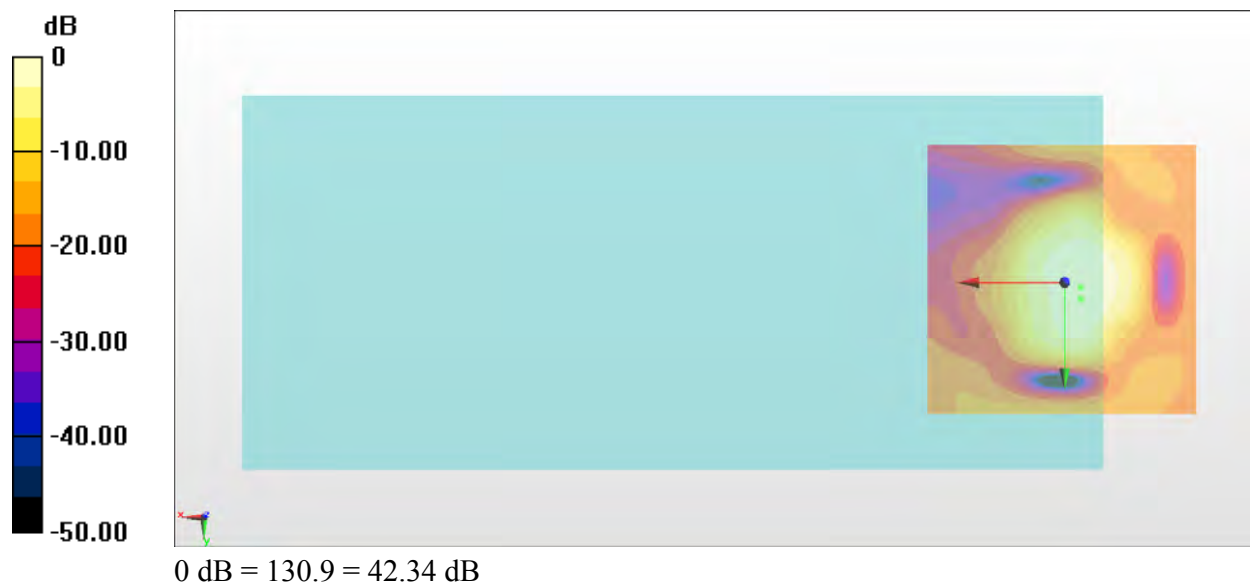 dB
0
-10.00
-20.00
-30.00
-40.00
-50.00
x
z
y
0 dB = 130.9 = 42.34 dB